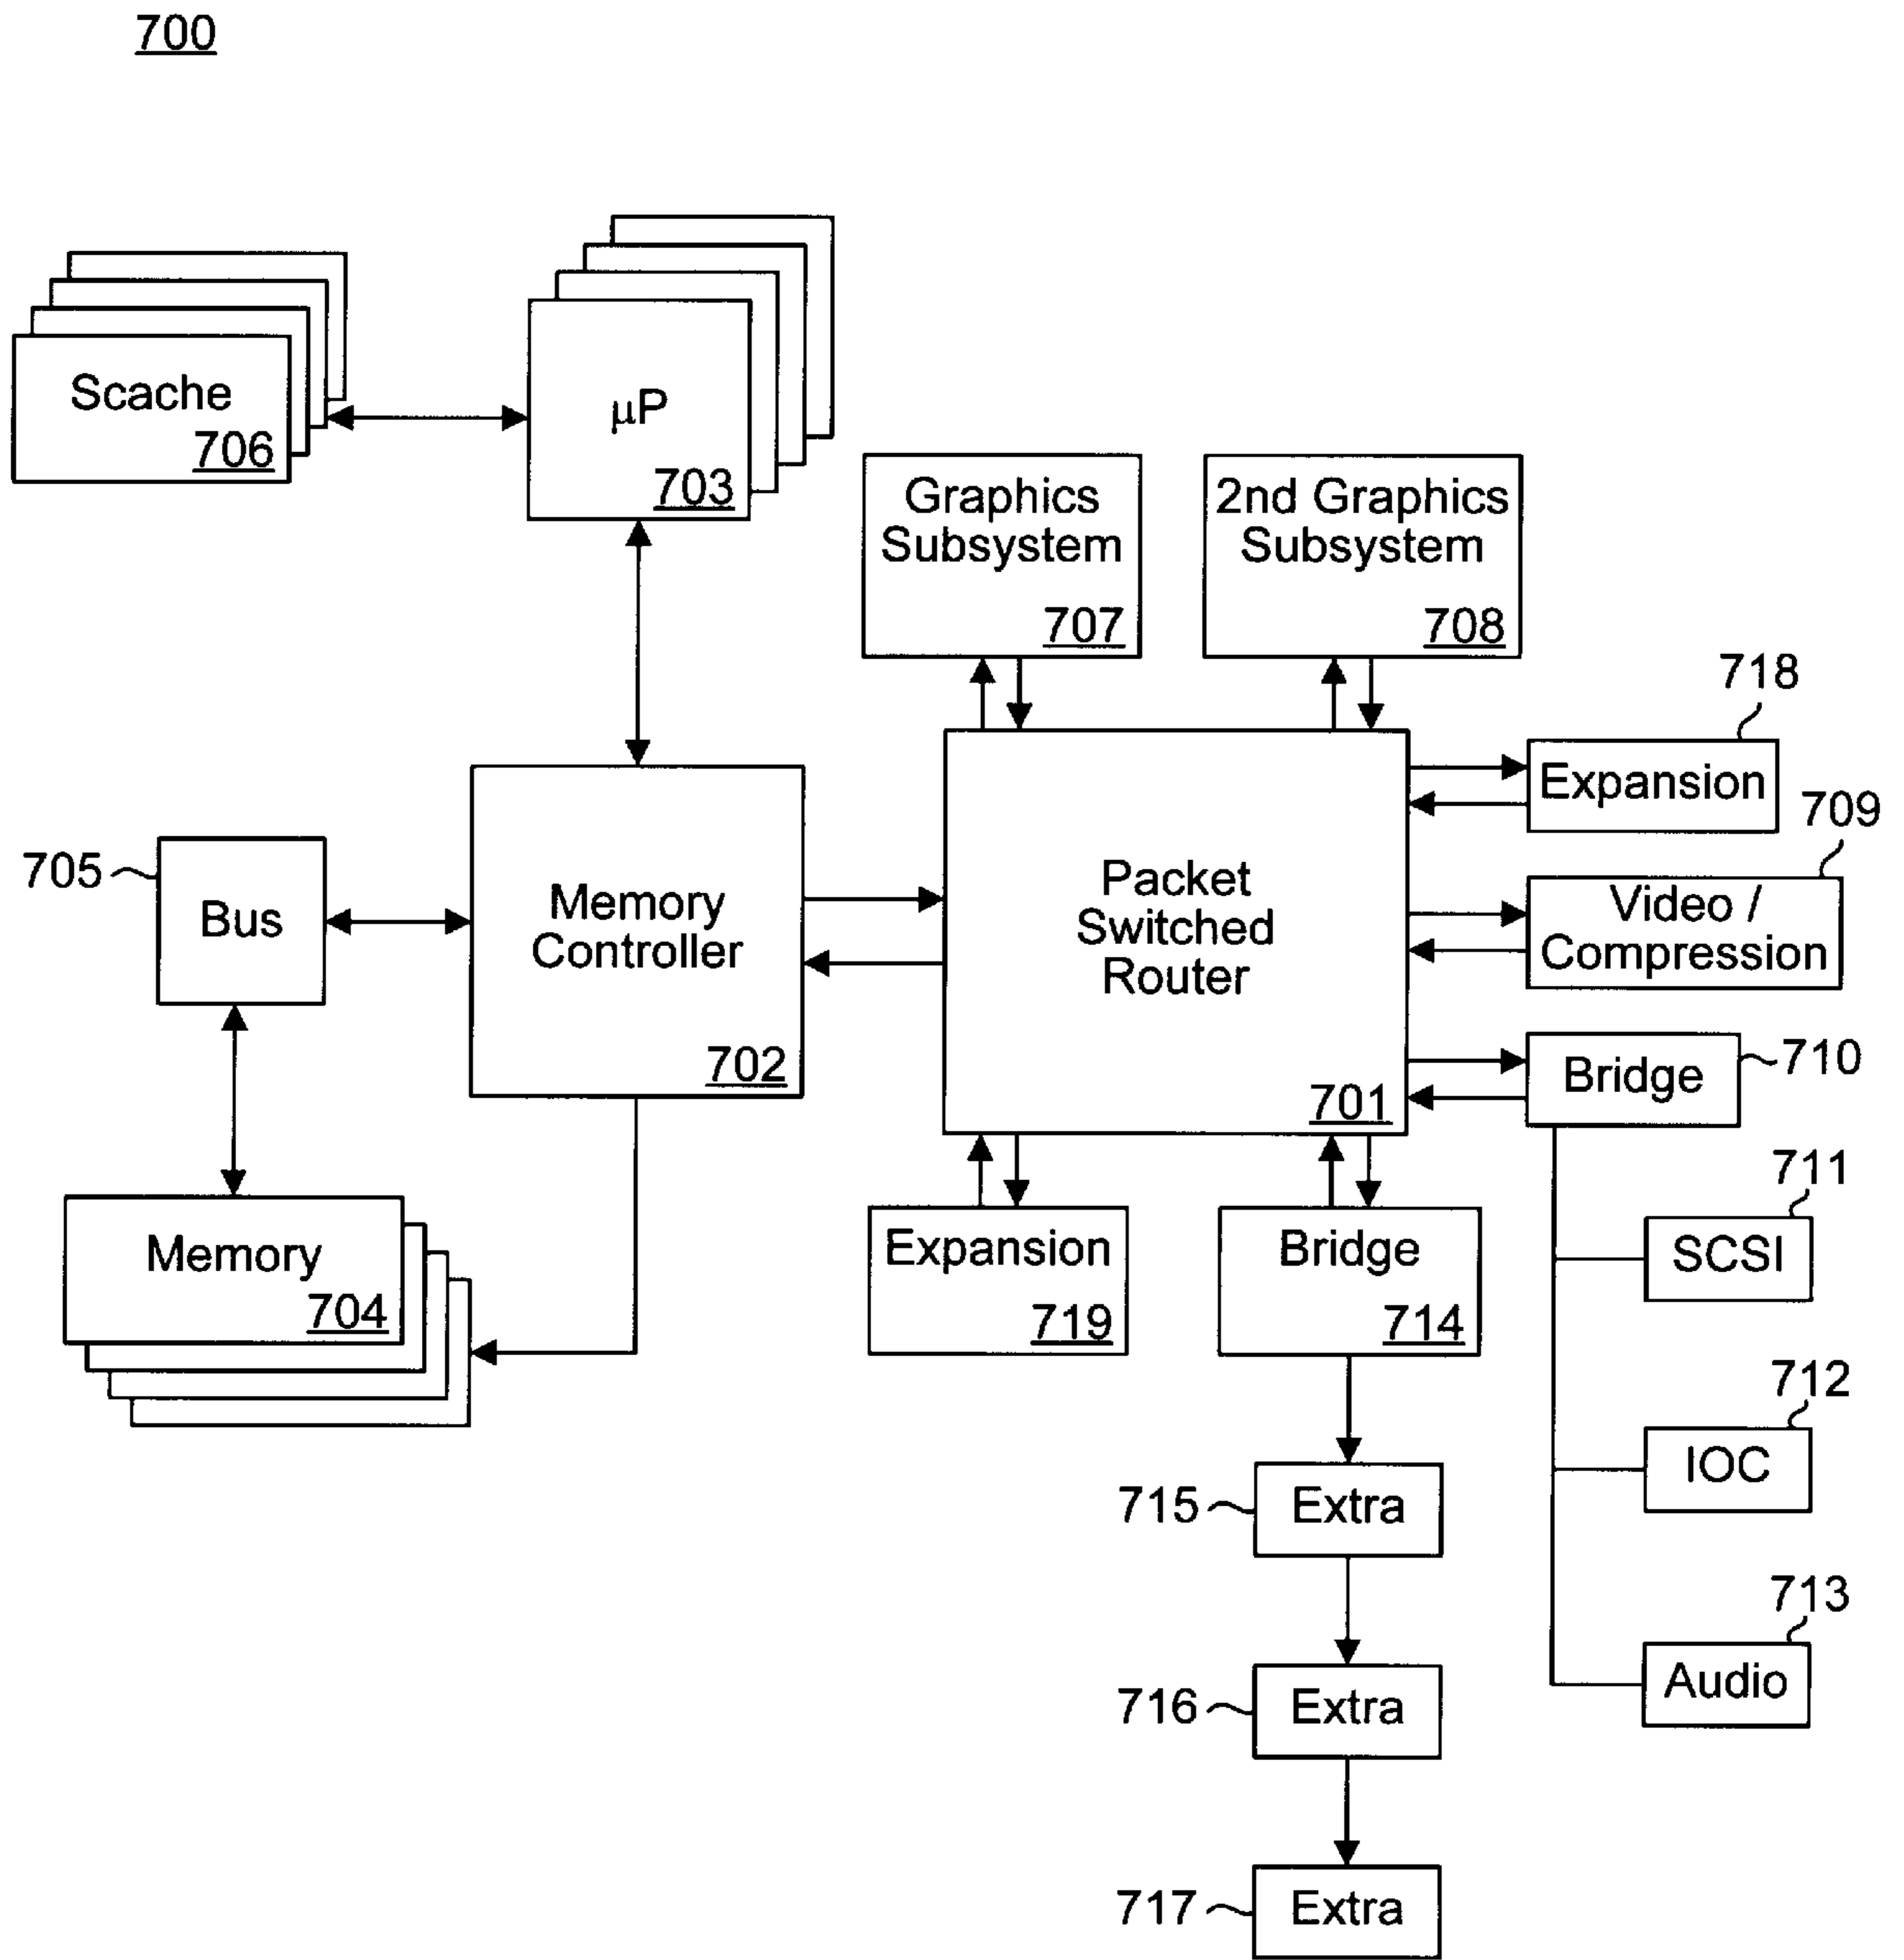 700
Scache
706
μP
703
Graphics
Subsystem
707
2nd Graphics
Subsystem
708
718
Expansion
709
Video /
Compression
705
Bus
Memory
Controller
702
Packet
Switched
Router
701
Bridge
710
711
SCSI
Memory
704
Expansion
719
Bridge
714
712
IOC
715
Extra
713
Audio
716
Extra
717
Extra